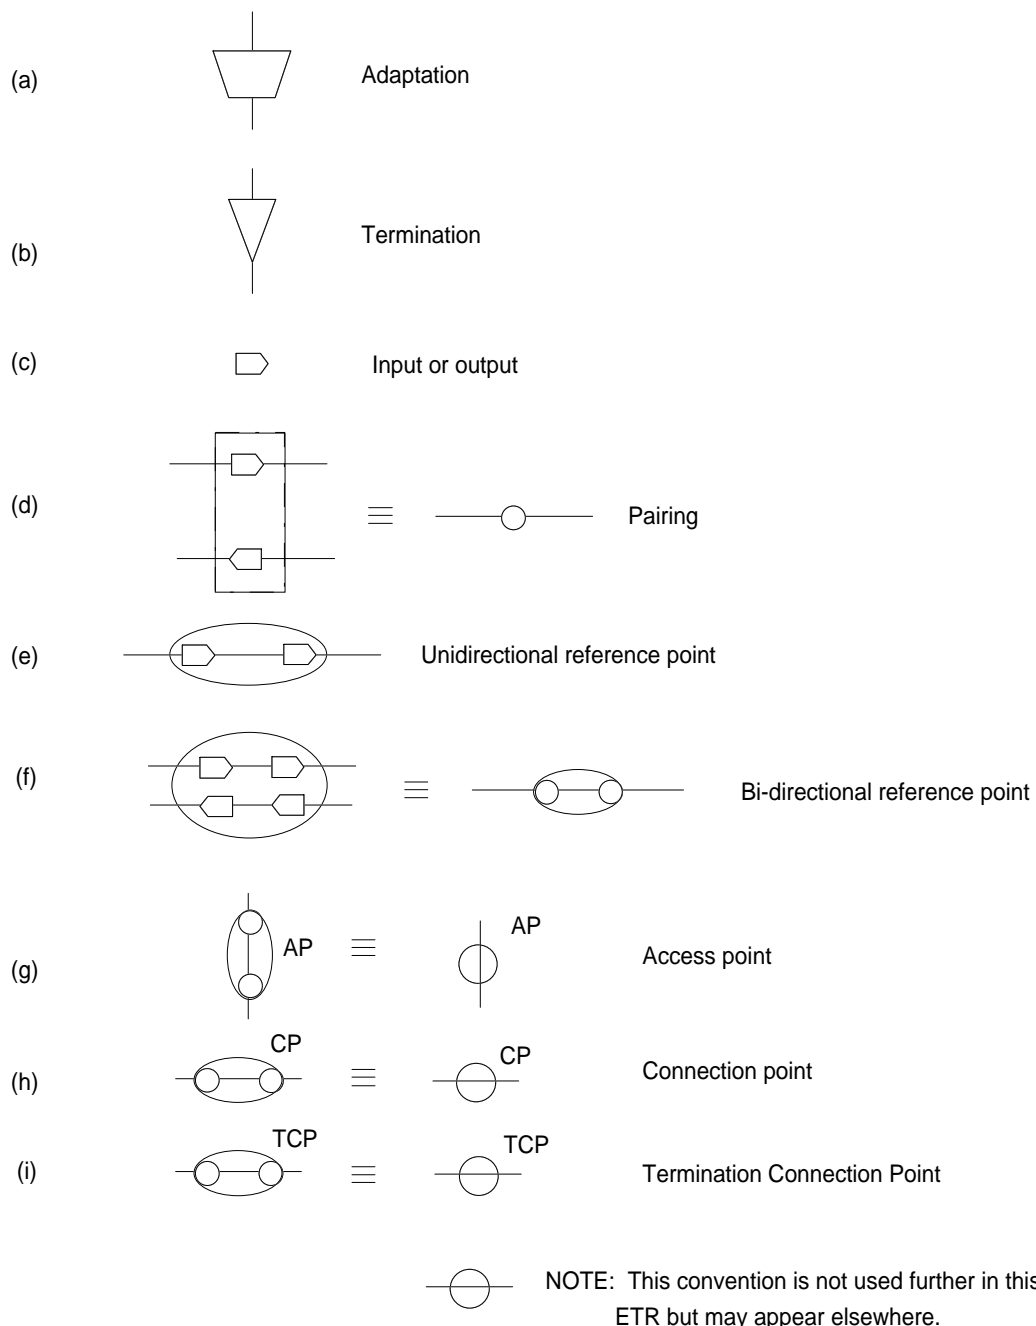 (a) Adaptation
(b) Termination
(c) Input or output
(d) ≡ Pairing
(e) Unidirectional reference point
(f) ≡ Bi-directional reference point
(g) AP ≡ AP Access point
(h) CP ≡ CP Connection point
(i) TCP ≡ TCP Termination Connection Point
NOTE: This convention is not used further in this
ETR but may appear elsewhere.